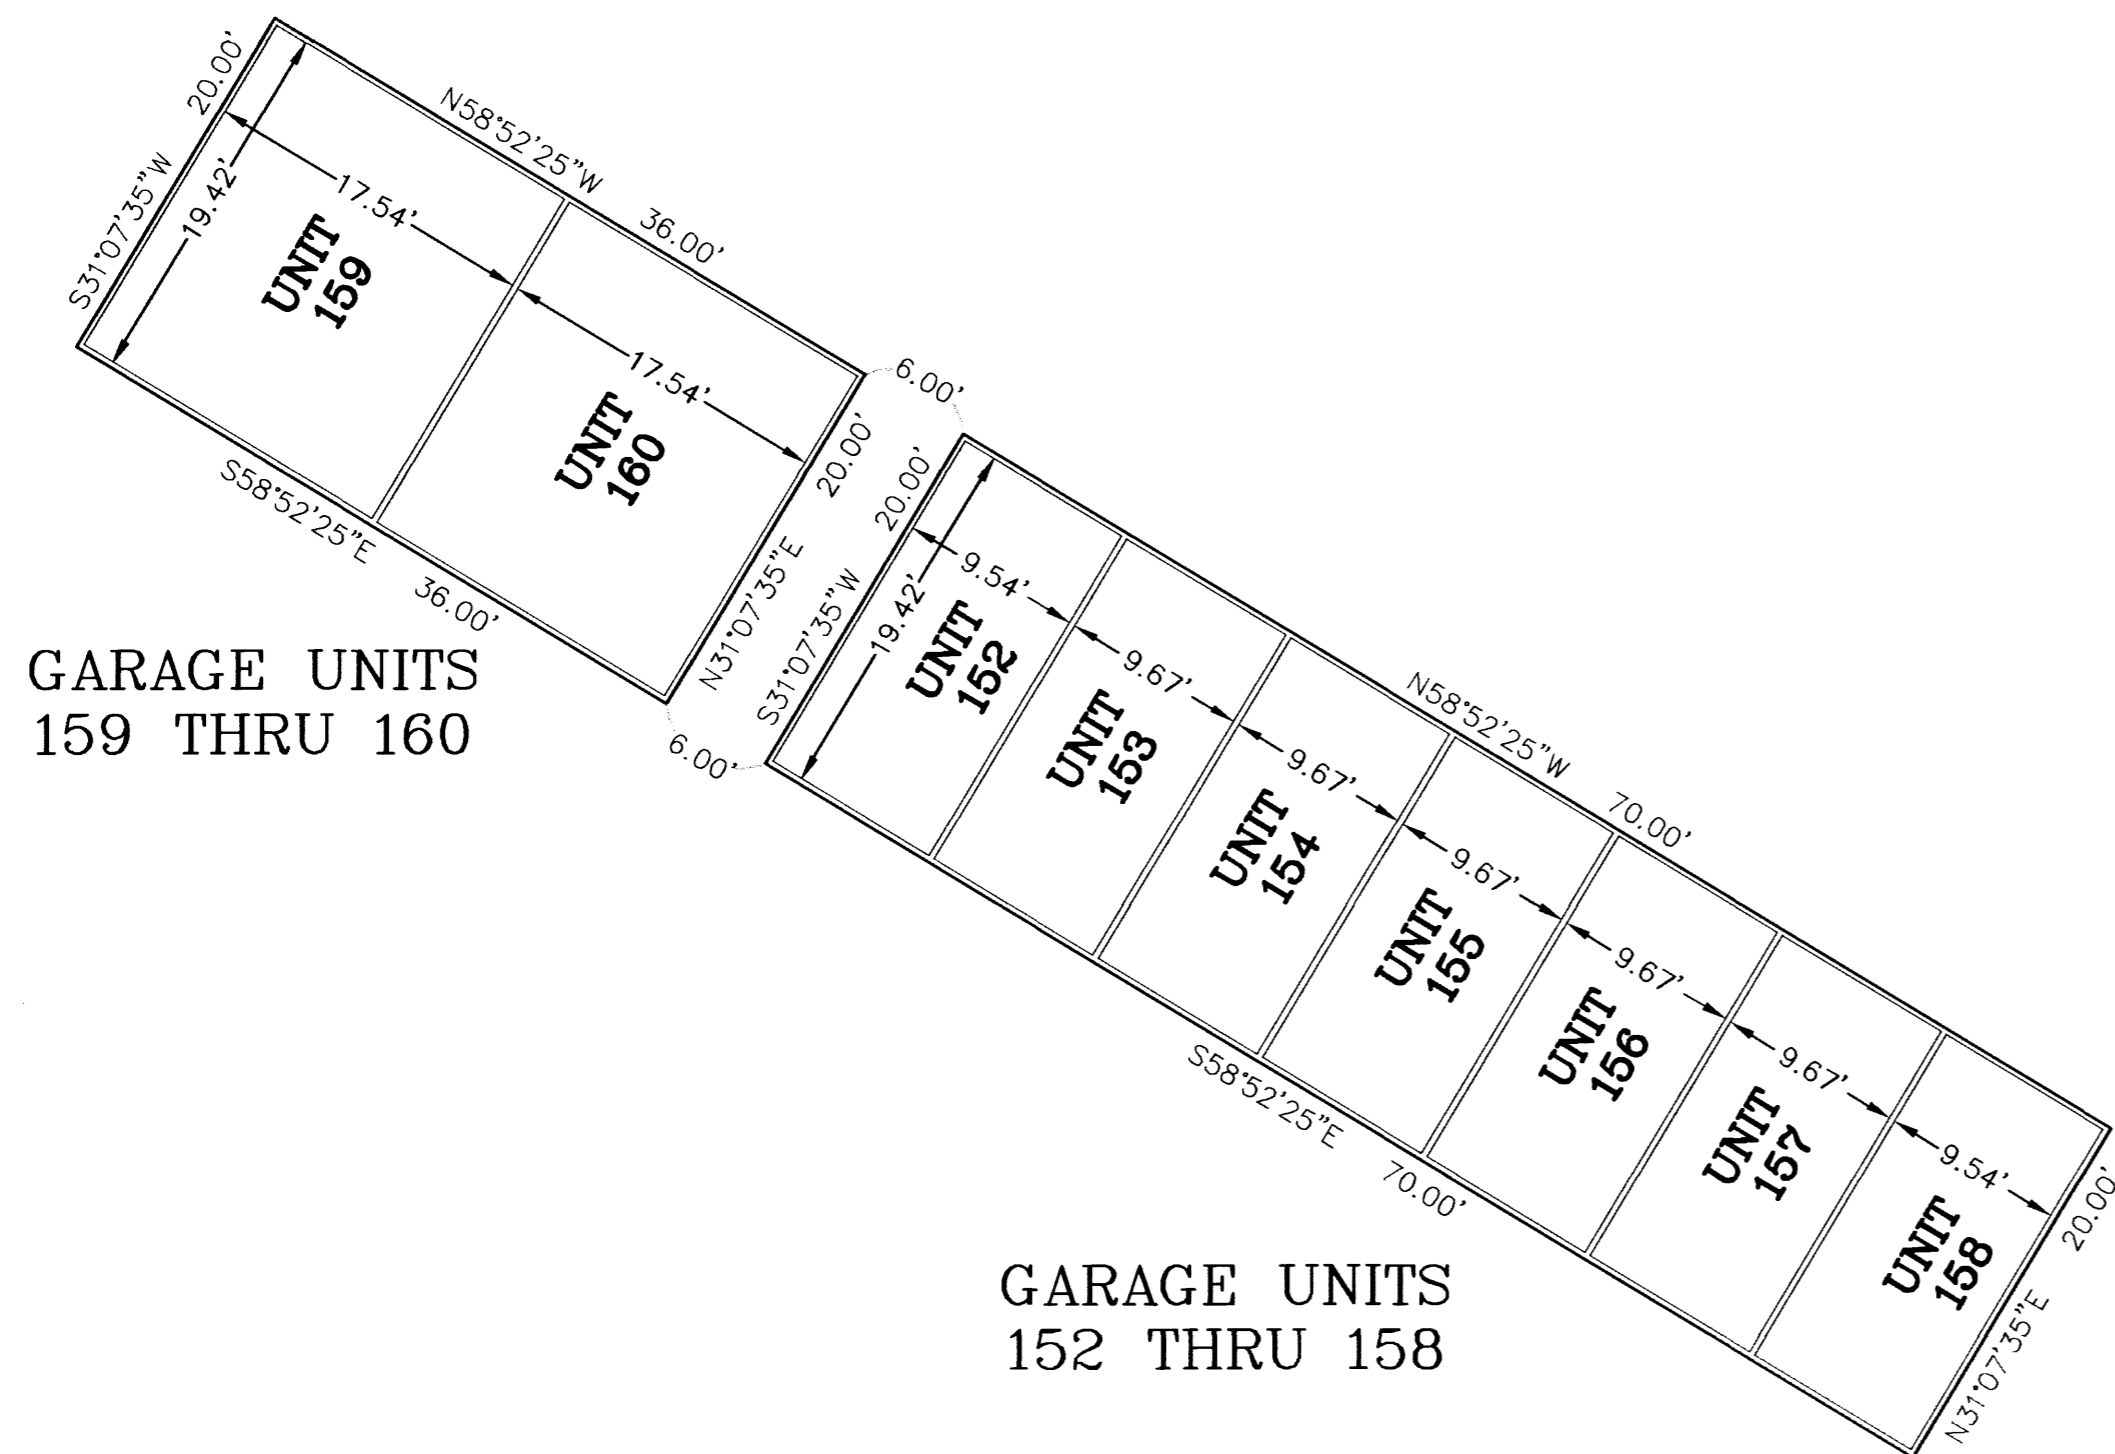 20.00'
S31°07'35"W
19.42'
N58°52'25"W
36.00'
17.54'
UNIT
159
17.54'
UNIT
160
S58°52'25"E
36.00'
20.00'
N31°07'35"E
6.00'
6.00'
GARAGE UNITS
159 THRU 160
20.00'
S31°07'35"W
19.42'
9.54'
UNIT
152
9.67'
UNIT
153
9.67'
UNIT
154
9.67'
UNIT
155
9.67'
UNIT
156
9.67'
UNIT
157
9.54'
UNIT
158
N58°52'25"W
70.00'
S58°52'25"E
70.00'
20.00'
N31°07'35"E
GARAGE UNITS
152 THRU 158